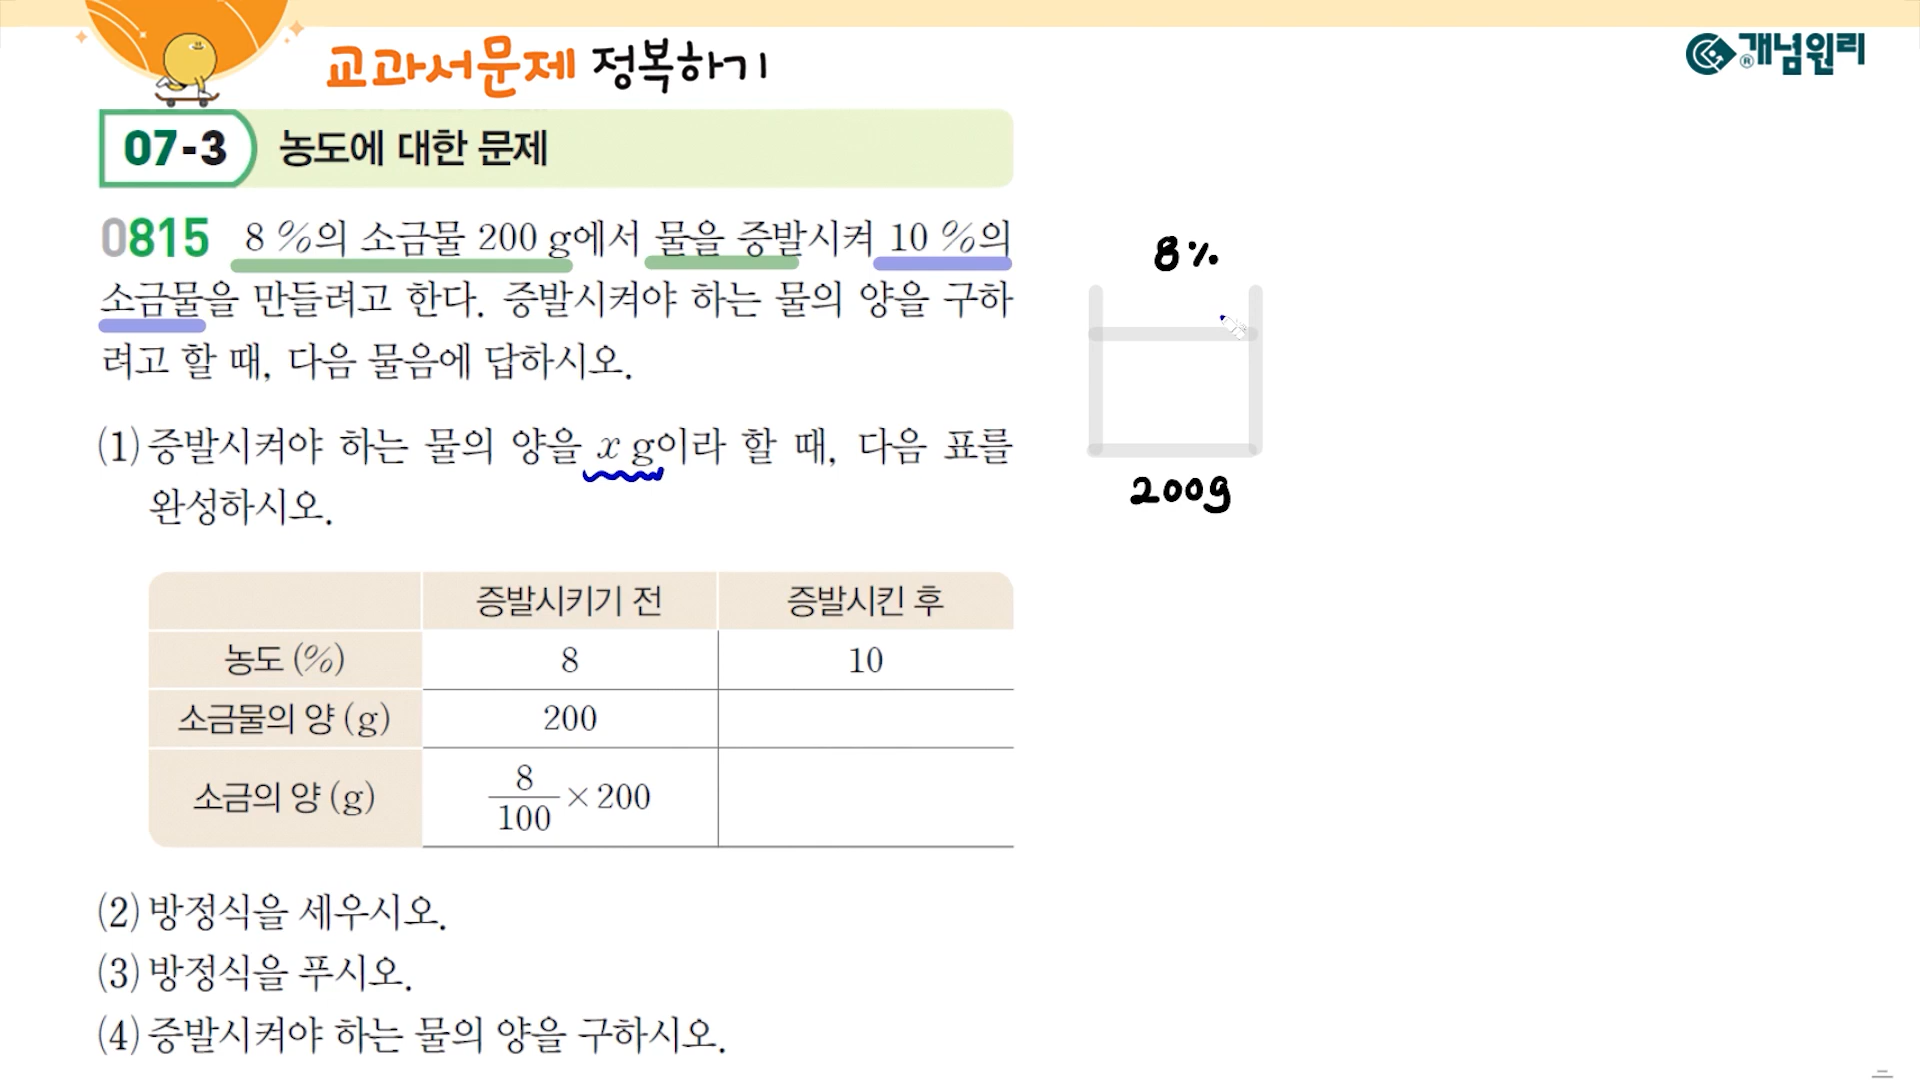 교과서문제 정복하기
개념원리
07-3 농도에 대한 문제
0815 8 %의 소금물 200 g에서 물을 증발시켜 10 %의
소금물을 만들려고 한다. 증발시켜야 하는 물의 양을 구하
려고 할 때, 다음 물음에 답하시오.
(1) 증발시켜야 하는 물의 양을 x g이라 할 때, 다음 표를
완성하시오.
증발시키기 전 증발시킨 후
농도 (%) 8 10
소금물의 양 (g) 200
소금의 양 (g) 8/100 × 200
(2) 방정식을 세우시오.
(3) 방정식을 푸시오.
(4) 증발시켜야 하는 물의 양을 구하시오.
8%
200g